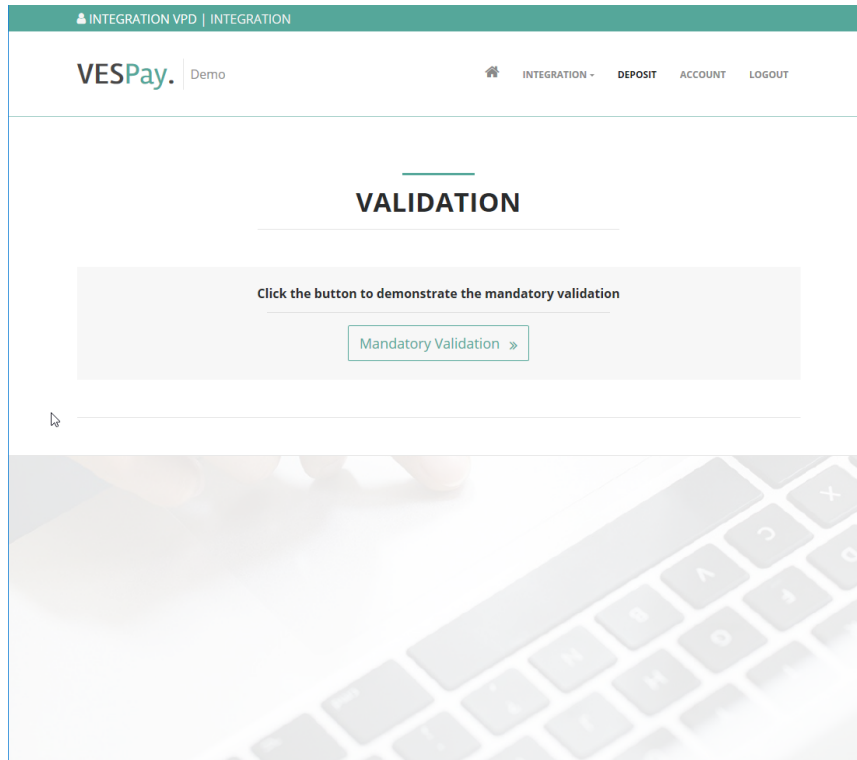 INTEGRATION VPD | INTEGRATION
VESPay. Demo
INTEGRATION DEPOSIT ACCOUNT LOGOUT
VALIDATION
Click the button to demonstrate the mandatory validation
Mandatory Validation »
X
C
V
F
B
N
H